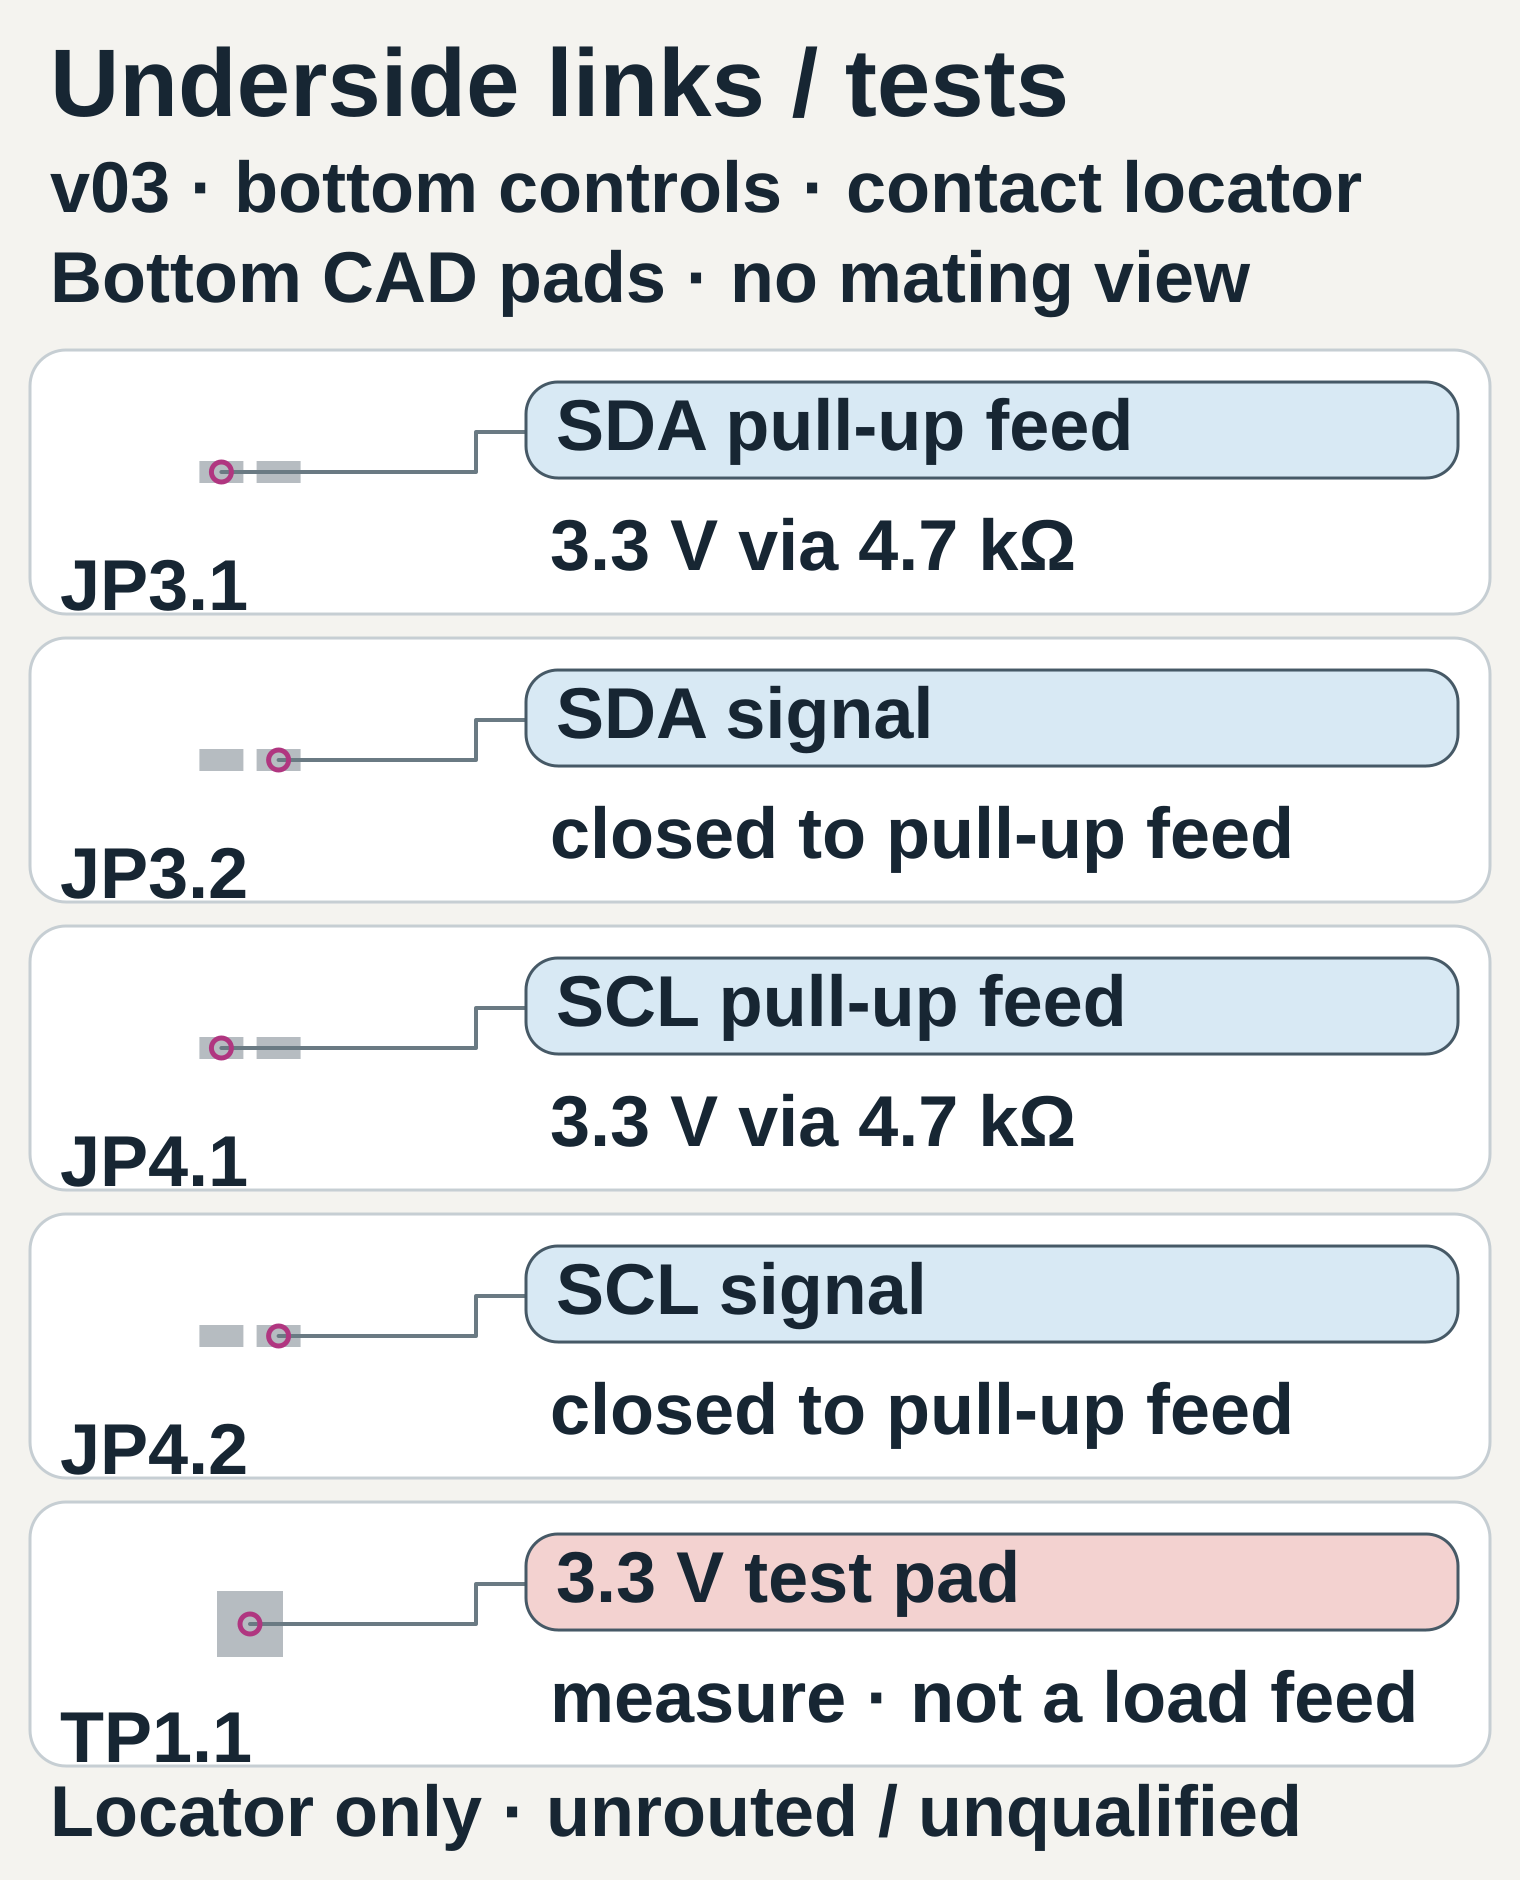 Underside links / tests
v03 · bottom controls · contact locator
Bottom CAD pads · no mating view
SDA pull-up feed
3.3 V via 4.7 kΩ
JP3.1
SDA signal
closed to pull-up feed
JP3.2
SCL pull-up feed
3.3 V via 4.7 kΩ
JP4.1
SCL signal
closed to pull-up feed
JP4.2
3.3 V test pad
measure · not a load feed
TP1.1
Locator only · unrouted / unqualified